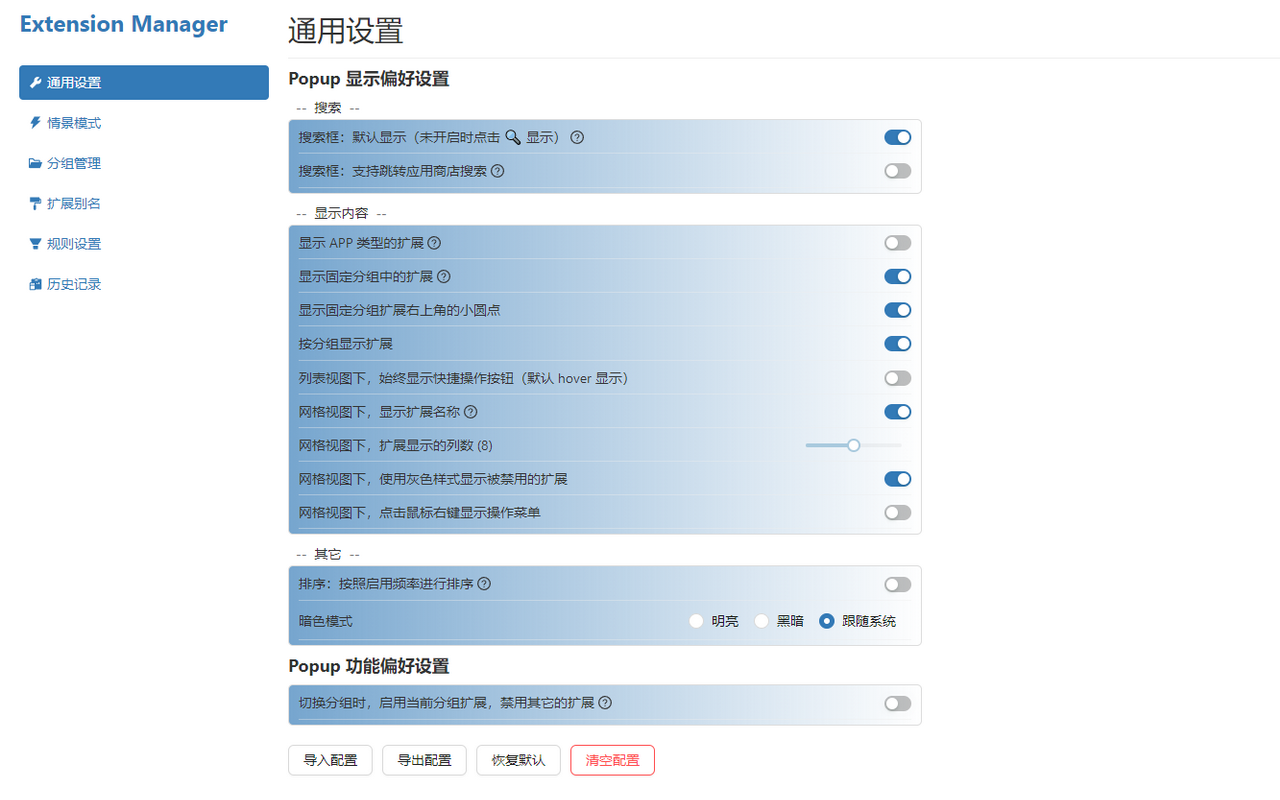 Extension Manager
通用设置
情景模式
分组管理
扩展别名
规则设置
历史记录
通用设置
Popup 显示偏好设置
-- 搜索 --
搜索框：默认显示（未开启时点击 🔍 显示）
搜索框：支持跳转应用商店搜索
-- 显示内容 --
显示 APP 类型的扩展
显示固定分组中的扩展
显示固定分组扩展右上角的小圆点
按分组显示扩展
列表视图下，始终显示快捷操作按钮（默认 hover 显示）
网格视图下，显示扩展名称
网格视图下，扩展显示的列数 (8)
网格视图下，使用灰色样式显示被禁用的扩展
网格视图下，点击鼠标右键显示操作菜单
-- 其它 --
排序：按照启用频率进行排序
暗色模式 明亮 黑暗 跟随系统
Popup 功能偏好设置
切换分组时，启用当前分组扩展，禁用其它的扩展
导入配置 导出配置 恢复默认 清空配置